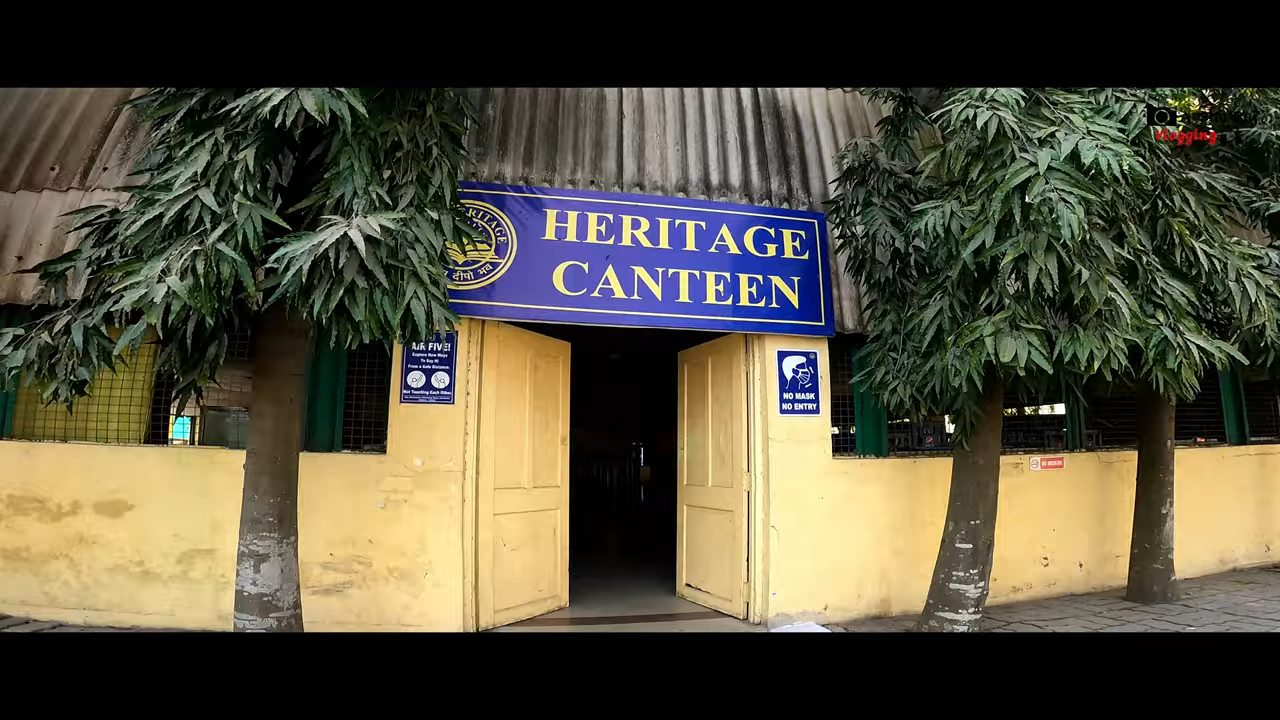 vlogging
HERITAGE
CANTEEN
HERITAGE
दीपो भव
AIR FIVE!
Explore New Ways
To Say Hi
From a Safe Distance.
Not Touching Each Other
NO MASK
NO ENTRY